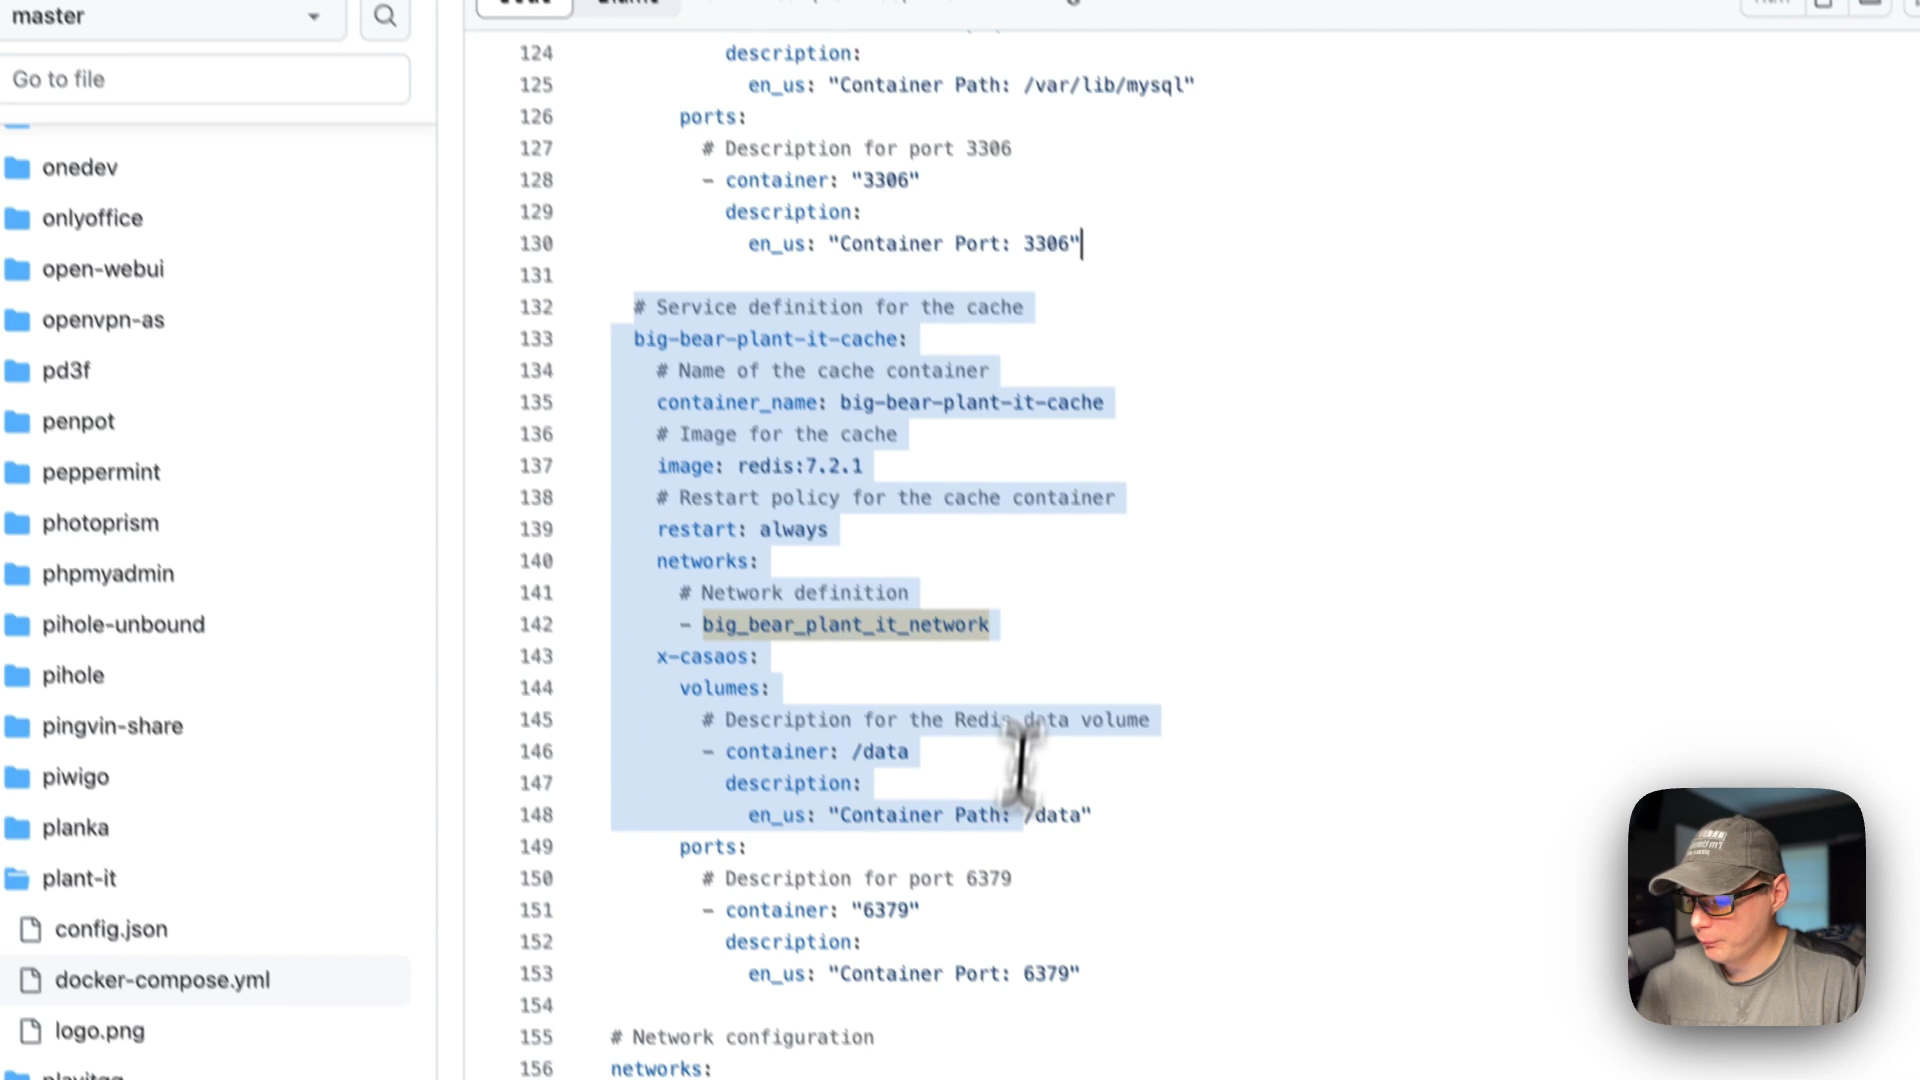 master
Go to file
onedev
onlyoffice
open-webui
openvpn-as
pd3f
penpot
peppermint
photoprism
phpmyadmin
pihole-unbound
pihole
pingvin-share
piwigo
planka
plant-it
config.json
docker-compose.yml
logo.png
124 description:
125 en_us: "Container Path: /var/lib/mysql"
126 ports:
127 # Description for port 3306
128 - container: "3306"
129 description:
130 en_us: "Container Port: 3306"
131
132 # Service definition for the cache
133 big-bear-plant-it-cache:
134 # Name of the cache container
135 container_name: big-bear-plant-it-cache
136 # Image for the cache
137 image: redis:7.2.1
138 # Restart policy for the cache container
139 restart: always
140 networks:
141 # Network definition
142 - big_bear_plant_it_network
143 x-casaos:
144 volumes:
145 # Description for the Redis data volume
146 - container: /data
147 description:
148 en_us: "Container Path: /data"
149 ports:
150 # Description for port 6379
151 - container: "6379"
152 description:
153 en_us: "Container Port: 6379"
154
155 # Network configuration
156 networks: